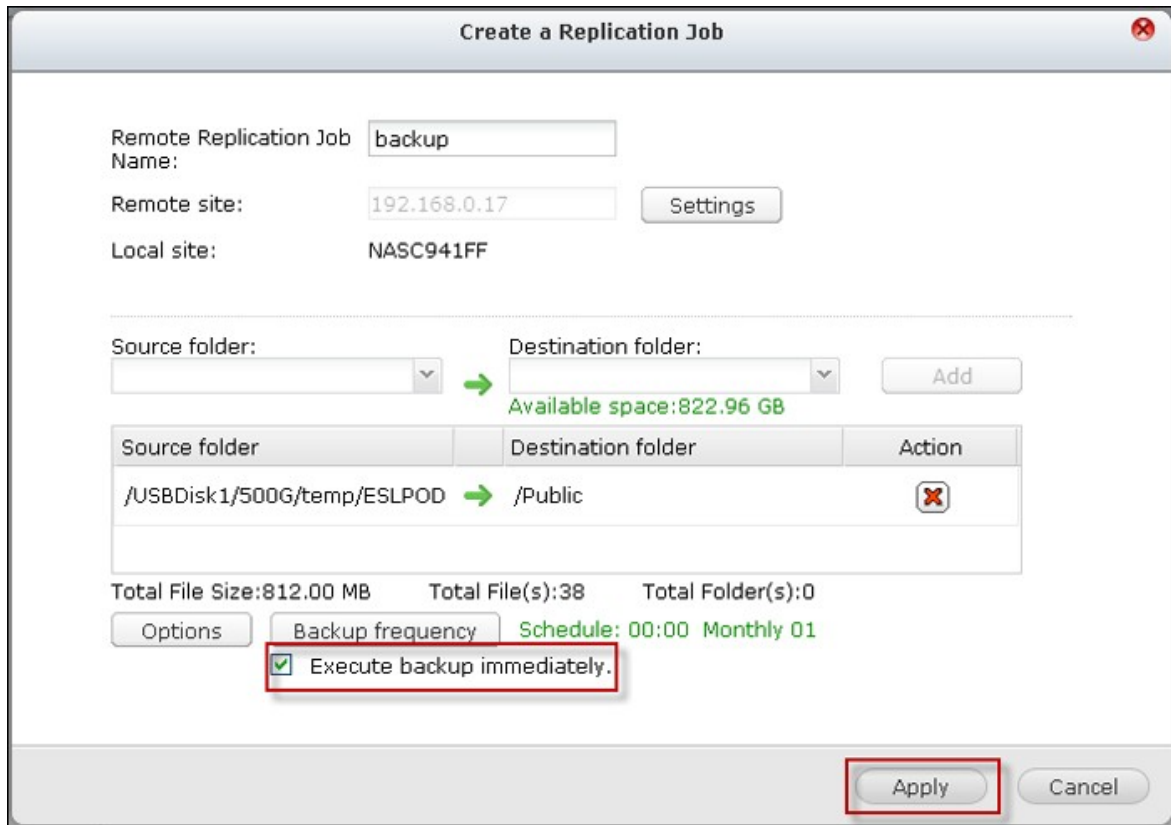 Create a Replication Job
Remote Replication Job
Name:
backup
Remote site:
192.168.0.17
Settings
Local site:
NASC941FF
Source folder:
Destination folder:
Add
Available space:822.96 GB
Source folder
Destination folder
Action
/USBDisk1/500G/temp/ESLPOD
/Public
Total File Size:812.00 MB
Total File(s):38
Total Folder(s):0
Options
Backup frequency
Schedule: 00:00 Monthly 01
Execute backup immediately.
Apply
Cancel